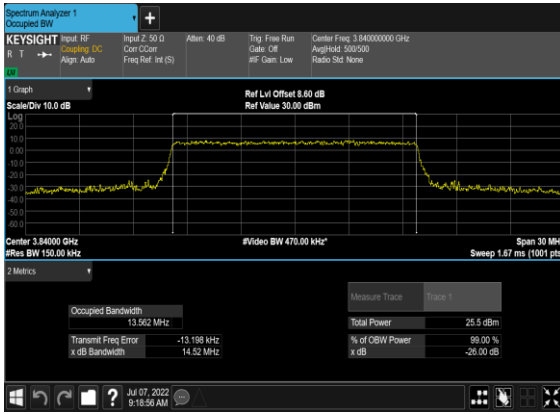 Spectrum Analyzer 1
Occupied BW
KEYSIGHT
R T
LW
Input: RF
Coupling: DC
Align: Auto
Input Z: 50 Ω
Corr CCorr
Freq Ref: Int (S)
Atten: 40 dB
Trig: Free Run
Gate: Off
#IF Gain: Low
Center Freq: 3.840000000 GHz
Avg|Hold: 500/500
Radio Std: None
1 Graph
Scale/Div 10.0 dB
Ref Lvl Offset 8.60 dB
Ref Value 30.00 dBm
Log
20.0
10.0
0.00
-10.0
-20.0
-30.0
-40.0
-50.0
-60.0
Center 3.84000 GHz
#Res BW 150.00 kHz
#Video BW 470.00 kHz*
Span 30 MH
Sweep 1.67 ms (1001 pts
2 Metrics
Measure Trace Trace 1
Occupied Bandwidth
13.562 MHz
Total Power 25.5 dBm
Transmit Freq Error -13.198 kHz
% of OBW Power 99.00 %
x dB Bandwidth 14.52 MHz
x dB -26.00 dB
?
Jul 07, 2022
9:18:56 AM